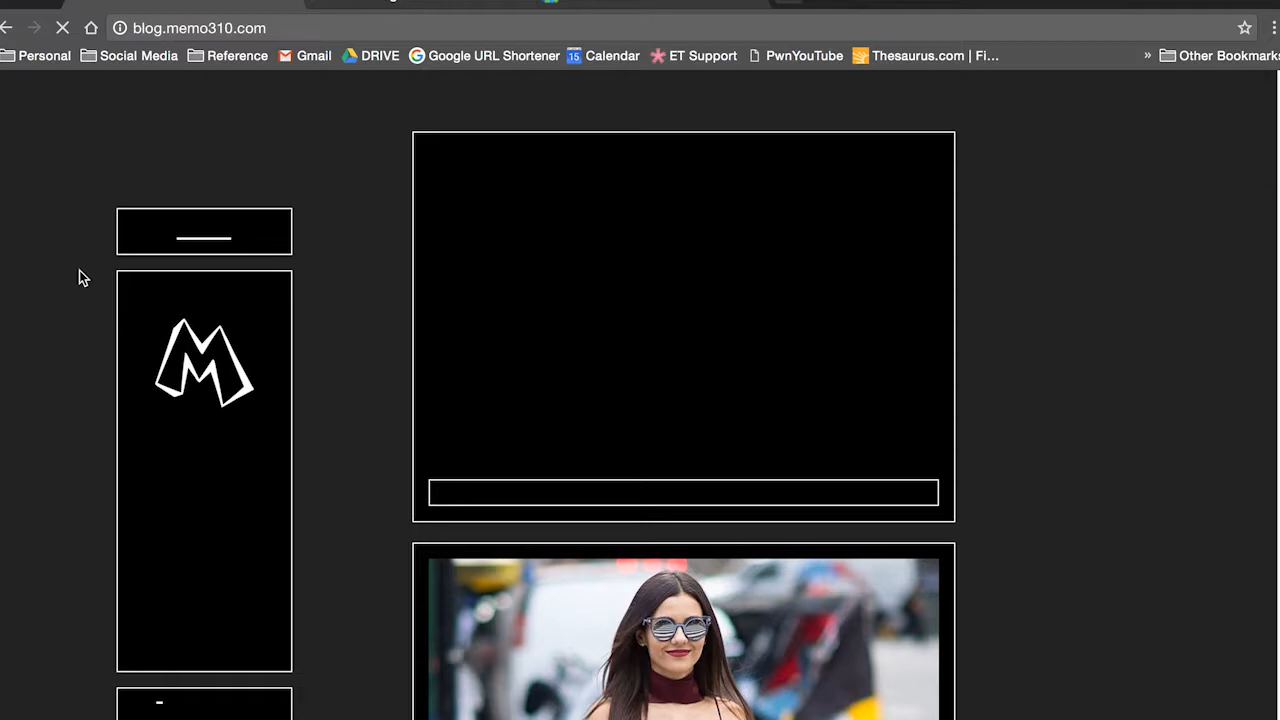 blog.memo310.com
Personal Social Media Reference Gmail DRIVE Google URL Shortener 15 Calendar ET Support PwnYouTube Thesaurus.com | Fi... » Other Bookmarks
M